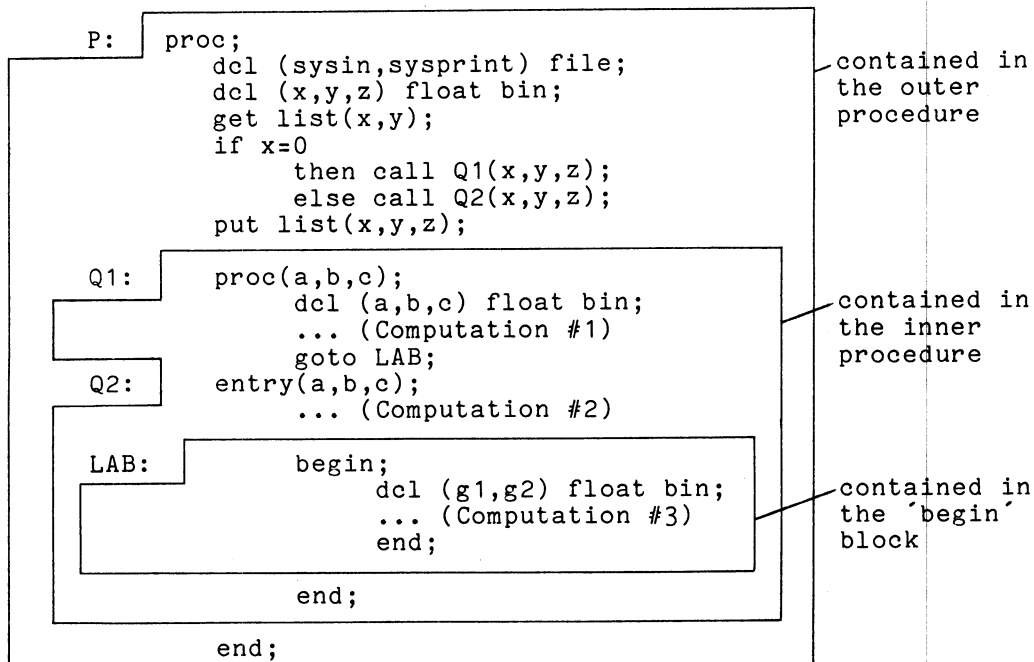 P: proc;
dcl (sysin,sysprint) file;
dcl (x,y,z) float bin;
get list(x,y);
if x=0
then call Q1(x,y,z);
else call Q2(x,y,z);
put list(x,y,z);
contained in
the outer
procedure
Q1: proc(a,b,c);
dcl (a,b,c) float bin;
... (Computation #1)
goto LAB;
Q2: entry(a,b,c);
... (Computation #2)
contained in
the inner
procedure
LAB: begin;
dcl (g1,g2) float bin;
... (Computation #3)
end;
contained in
the ´begin´
block
end;
end;